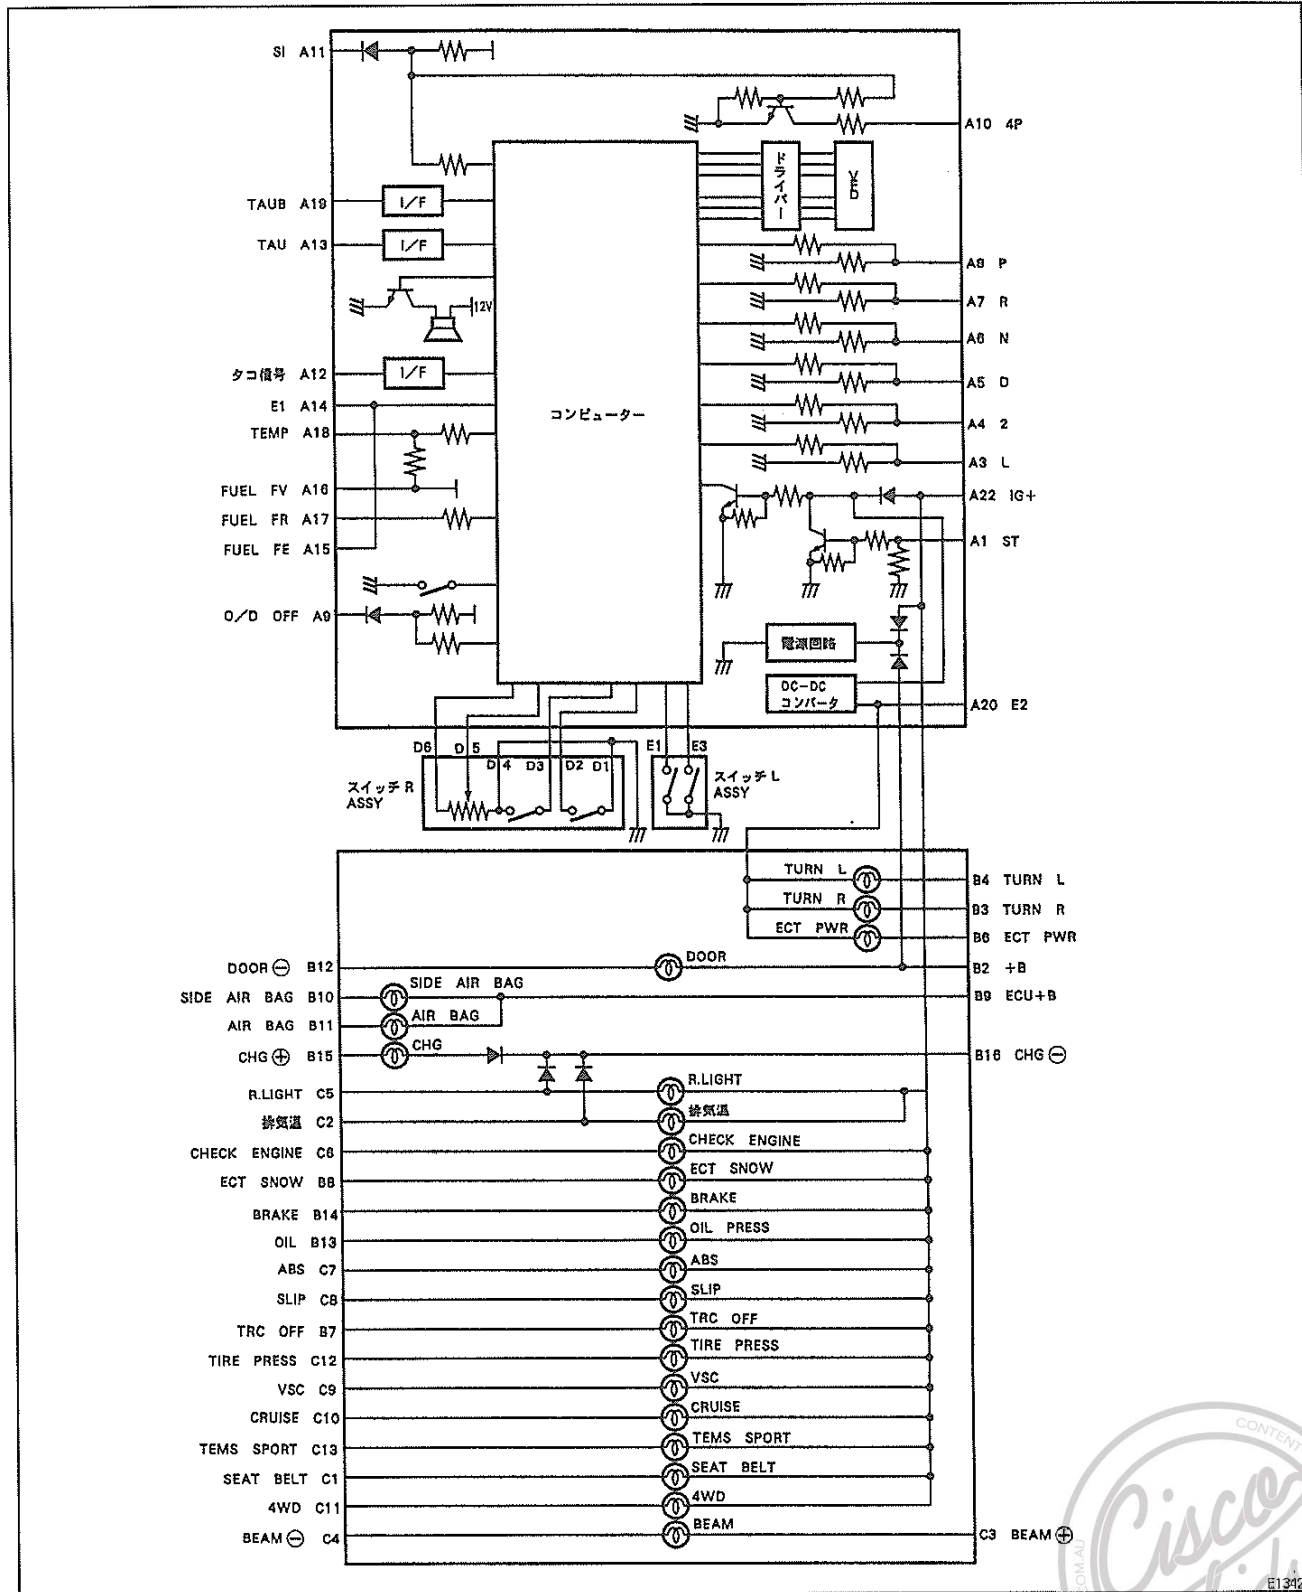 SI A11
A10 4P
ドライバー
VFD
TAUB A19
I/F
TAU A13
I/F
A8 P
A7 R
12V
A6 N
タコ信号 A12
I/F
A5 D
E1 A14
コンピューター
A4 2
TEMP A18
A3 L
FUEL FV A16
A22 IG+
FUEL FR A17
A1 ST
FUEL FE A15
O/D OFF A9
電源回路
DC-DC
コンバータ
A20 E2
D6 D5 D4 D3 D2 D1
E1 E3
スイッチR
ASSY
スイッチL
ASSY
TURN L
B4 TURN L
TURN R
B3 TURN R
ECT PWR
B6 ECT PWR
DOOR⊖ B12
DOOR
B2 +B
SIDE AIR BAG B10
SIDE AIR BAG
B9 ECU+B
AIR BAG B11
AIR BAG
CHG⊕ B15
CHG
B16 CHG⊖
R.LIGHT C5
R.LIGHT
排気温 C2
排気温
CHECK ENGINE C6
CHECK ENGINE
ECT SNOW B8
ECT SNOW
BRAKE B14
BRAKE
OIL B13
OIL PRESS
ABS C7
ABS
SLIP C8
SLIP
TRC OFF B7
TRC OFF
TIRE PRESS C12
TIRE PRESS
VSC C9
VSC
CRUISE C10
CRUISE
TEMS SPORT C13
TEMS SPORT
SEAT BELT C1
SEAT BELT
4WD C11
4WD
BEAM⊖ C4
BEAM
C3 BEAM⊕
CONTENT
Cisco
COM.AU
E1342